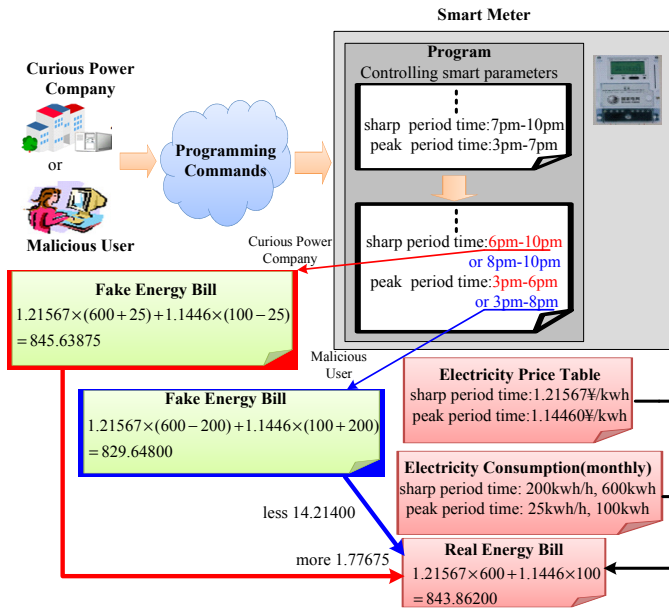 Smart Meter
Curious Power
Company
or
Malicious User
Programming
Commands
Program
Controlling smart parameters
sharp period time:7pm-10pm
peak period time:3pm-7pm
sharp period time:6pm-10pm
or 8pm-10pm
peak period time:3pm-6pm
or 3pm-8pm
Curious Power
Company
Fake Energy Bill
1.21567×(600+25)+1.1446×(100−25)
=845.63875
Malicious
User
Fake Energy Bill
1.21567×(600−200)+1.1446×(100+200)
=829.64800
Electricity Price Table
sharp period time:1.21567¥/kwh
peak period time:1.14460¥/kwh
Electricity Consumption(monthly)
sharp period time: 200kwh/h, 600kwh
peak period time: 25kwh/h, 100kwh
less 14.21400
more 1.77675
Real Energy Bill
1.21567×600+1.1446×100
=843.86200